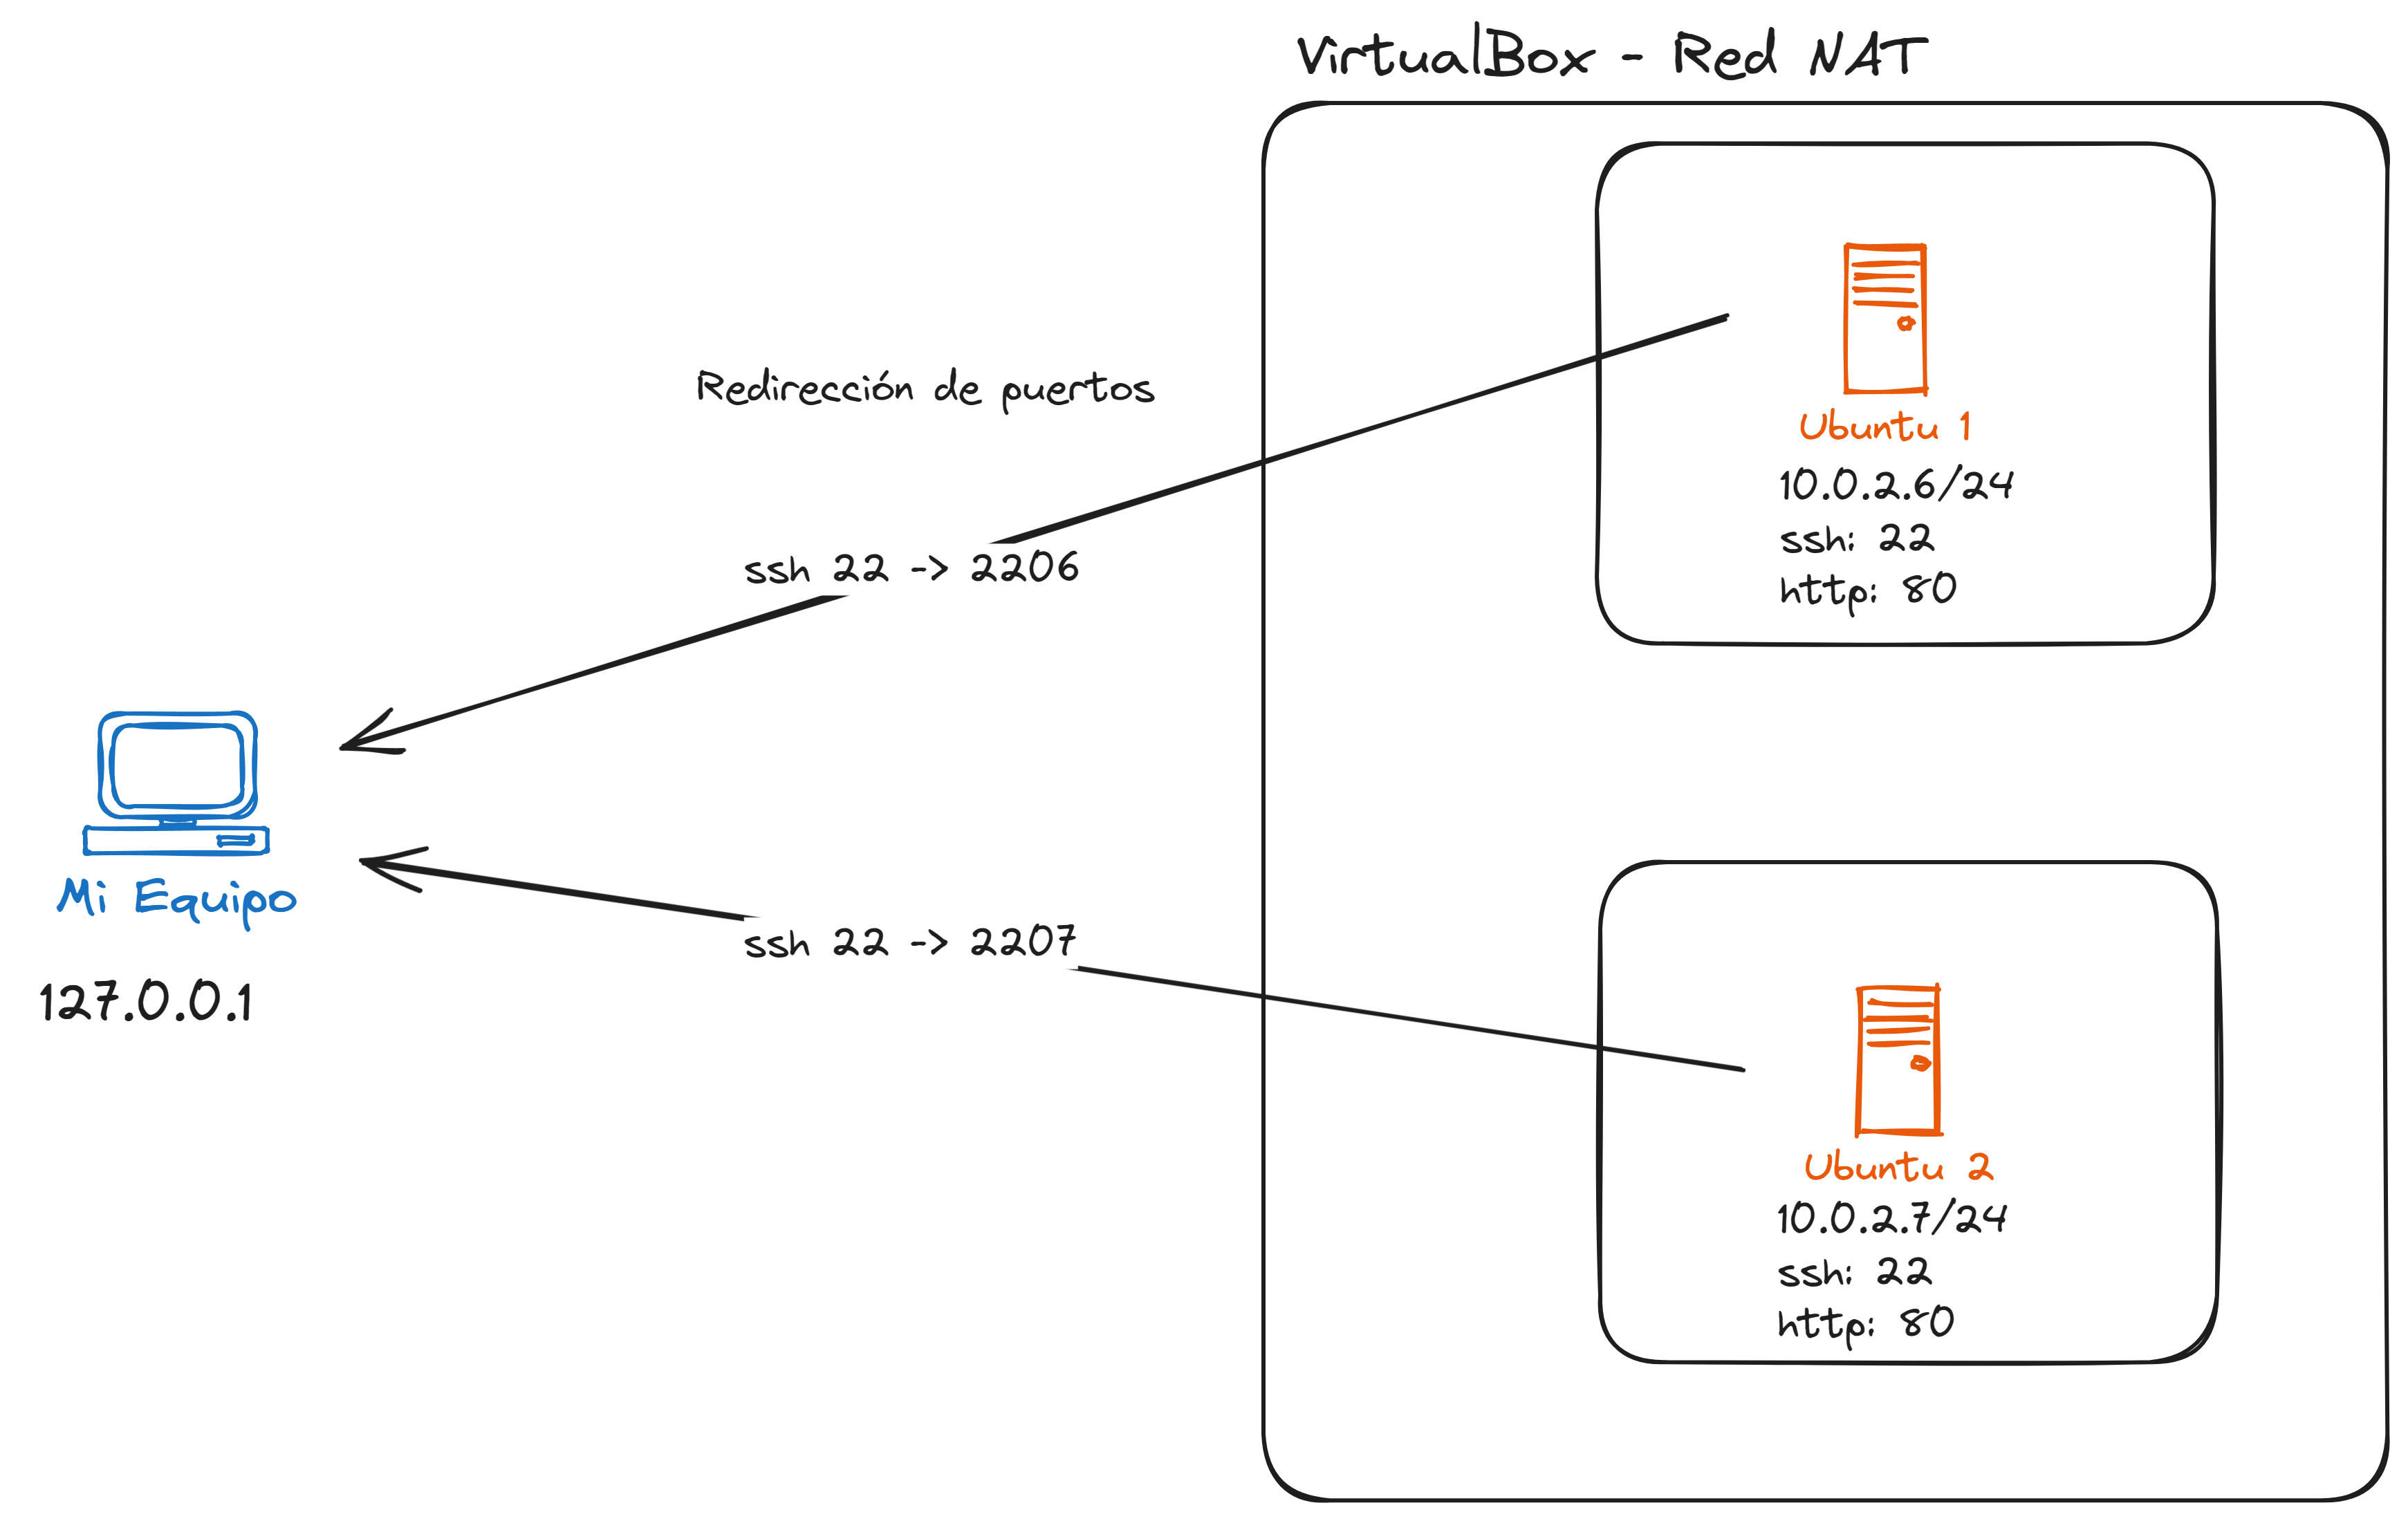 VirtualBox - Red NAT
Redirección de puertos
Ubuntu 1
10.0.2.6/24
ssh: 22
http: 80
ssh 22 -> 2206
Mi Equipo
127.0.0.1
ssh 22 -> 2207
Ubuntu 2
10.0.2.7/24
ssh: 22
http: 80